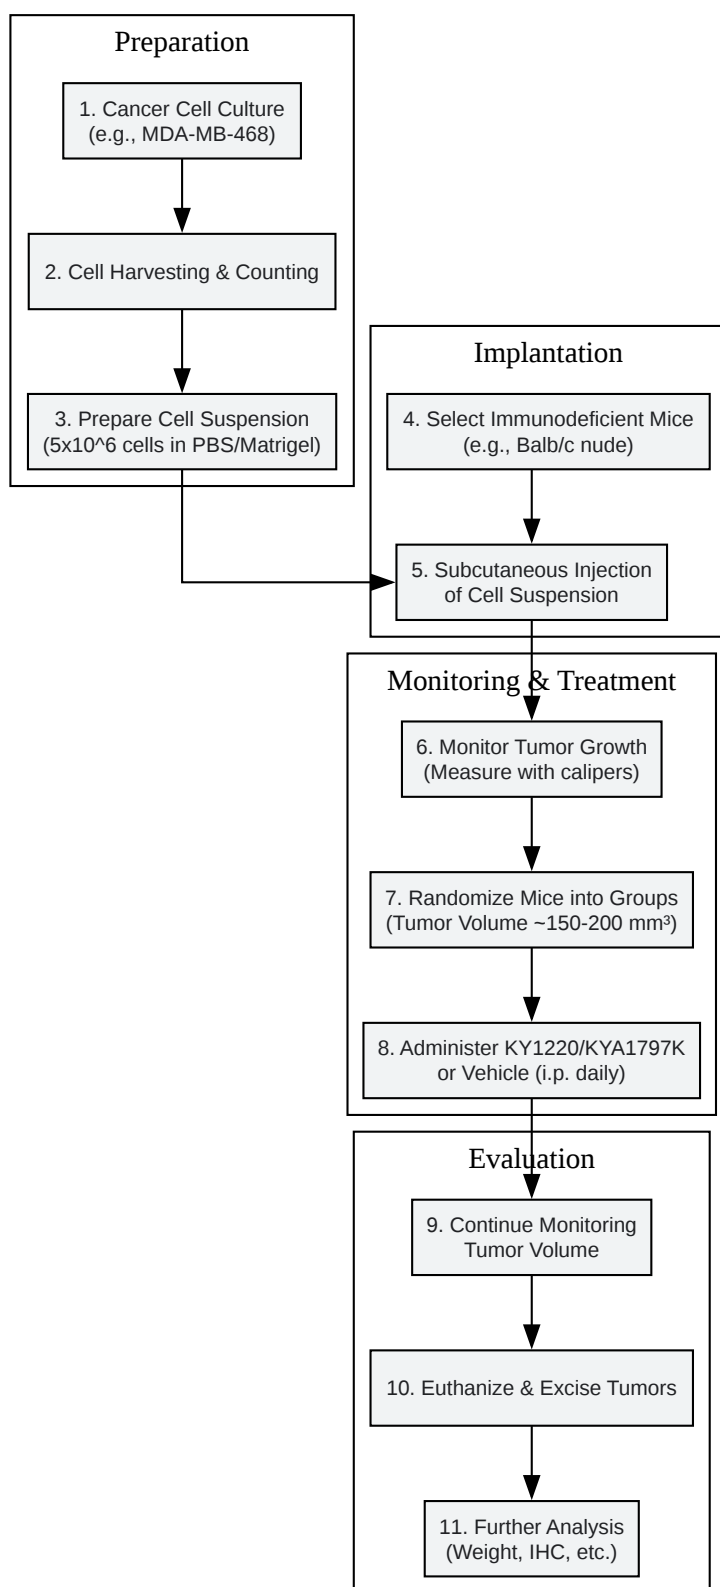 Preparation
1. Cancer Cell Culture
(e.g., MDA-MB-468)
2. Cell Harvesting & Counting
3. Prepare Cell Suspension
(5x10^6 cells in PBS/Matrigel)
Implantation
4. Select Immunodeficient Mice
(e.g., Balb/c nude)
5. Subcutaneous Injection
of Cell Suspension
Monitoring & Treatment
6. Monitor Tumor Growth
(Measure with calipers)
7. Randomize Mice into Groups
(Tumor Volume ~150-200 mm³)
8. Administer KY1220/KYA1797K
or Vehicle (i.p. daily)
Evaluation
9. Continue Monitoring
Tumor Volume
10. Euthanize & Excise Tumors
11. Further Analysis
(Weight, IHC, etc.)